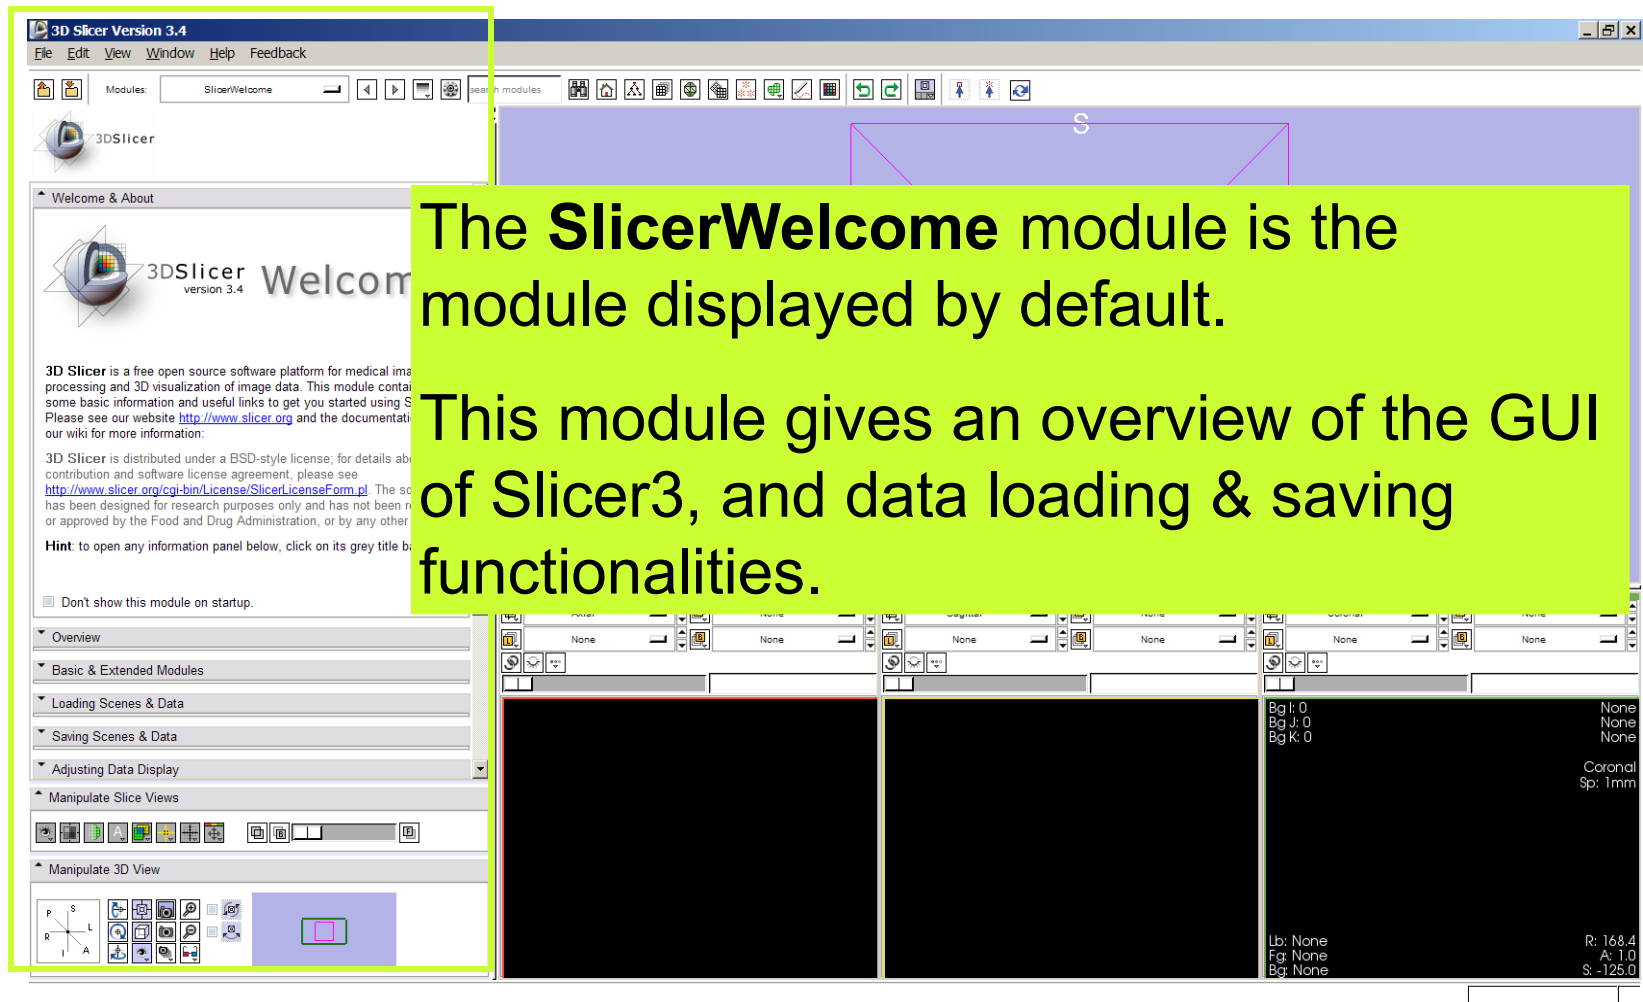 3D Slicer Version 3.4
File Edit View Window Help Feedback
Modules: SlicerWelcome search modules
3DSlicer
S
Welcome & About
3DSlicer
version 3.4
Welcom
The SlicerWelcome module is the
module displayed by default.
This module gives an overview of the GUI
of Slicer3, and data loading & saving
functionalities.
3D Slicer is a free open source software platform for medical
processing and 3D visualization of image data. This module
some basic information and useful links to get you started using
Please see our website http://www.slicer.org and the
our wiki for more information:
3D Slicer is distributed under a BSD-style license; for details
contribution and software license agreement, please see
http://www.slicer.org/cgi-bin/License/SlicerLicenseForm.pl. The
has been designed for research purposes only and has not been
or approved by the Food and Drug Administration, or by any other
Hint: to open any information panel below, click on its grey title
Don't show this module on startup.
Overview
Basic & Extended Modules
Loading Scenes & Data
Saving Scenes & Data
Adjusting Data Display
Manipulate Slice Views
Manipulate 3D View
P S L R I A
Axial None Sagittal None Coronal None
None None None None None None
Bg I: 0 None
Bg J: 0 None
Bg K: 0 None
Coronal
Sp: 1mm
Lb: None R: 168.4
Fg: None A: 1.0
Bg: None S: -125.0